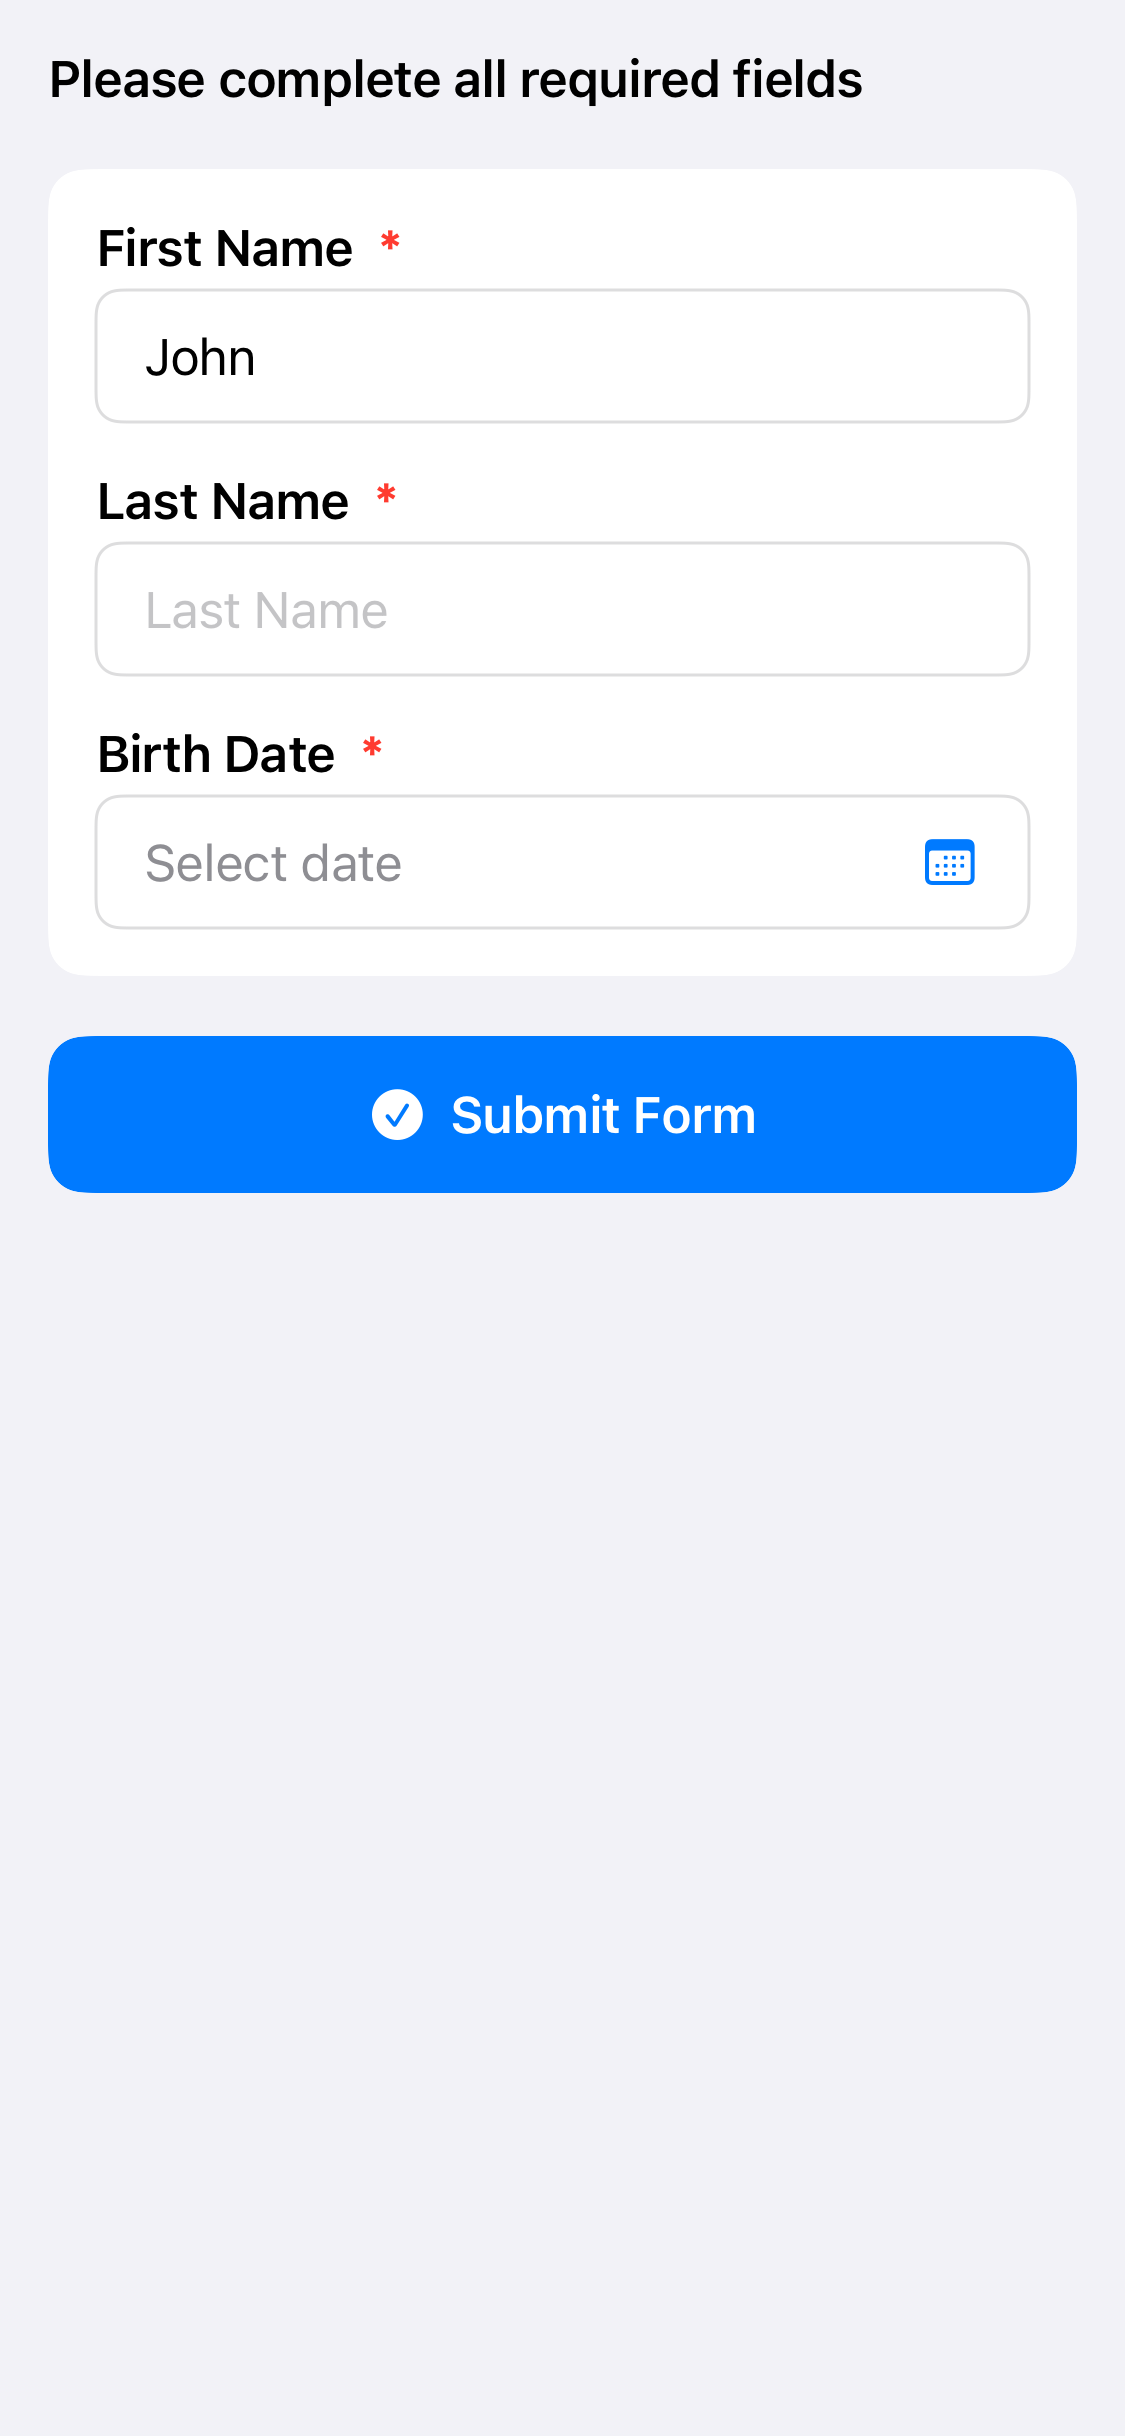 Please complete all required fields
First Name *
John
Last Name *
Last Name
Birth Date *
Select date
Submit Form